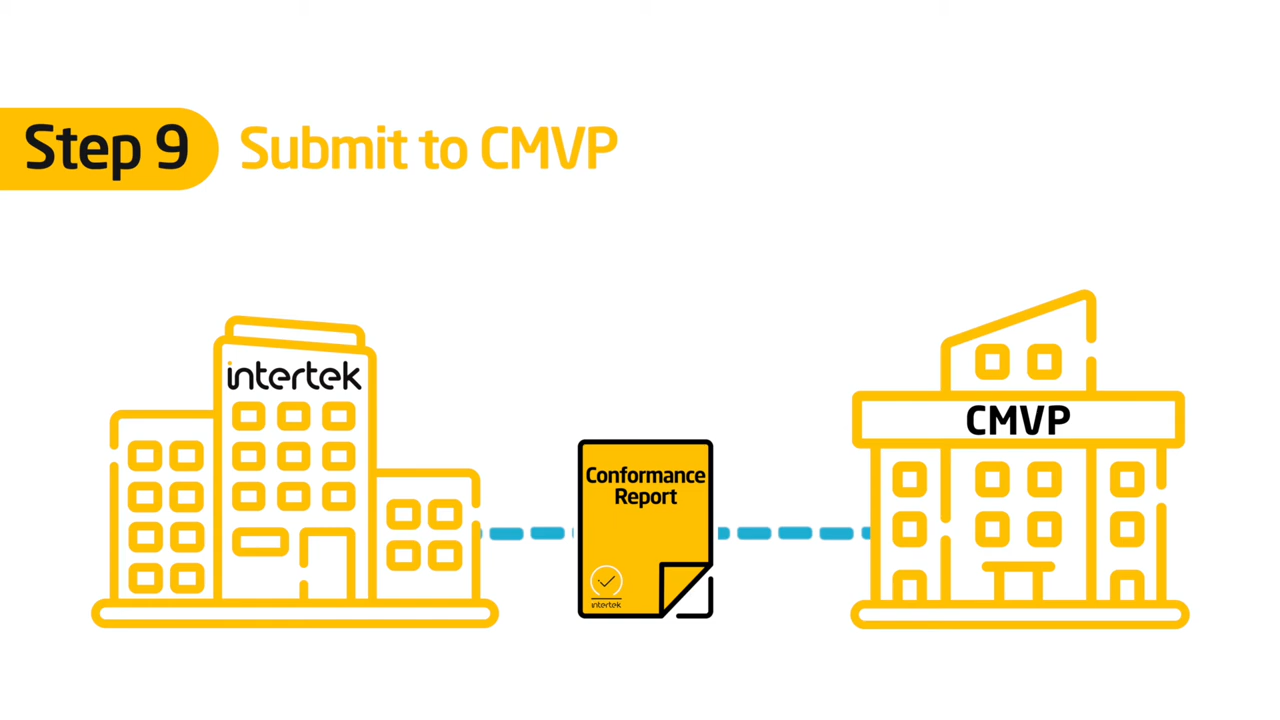 Step 9
Submit to CMVP
intertek
CMVP
Conformance
Report
intertek